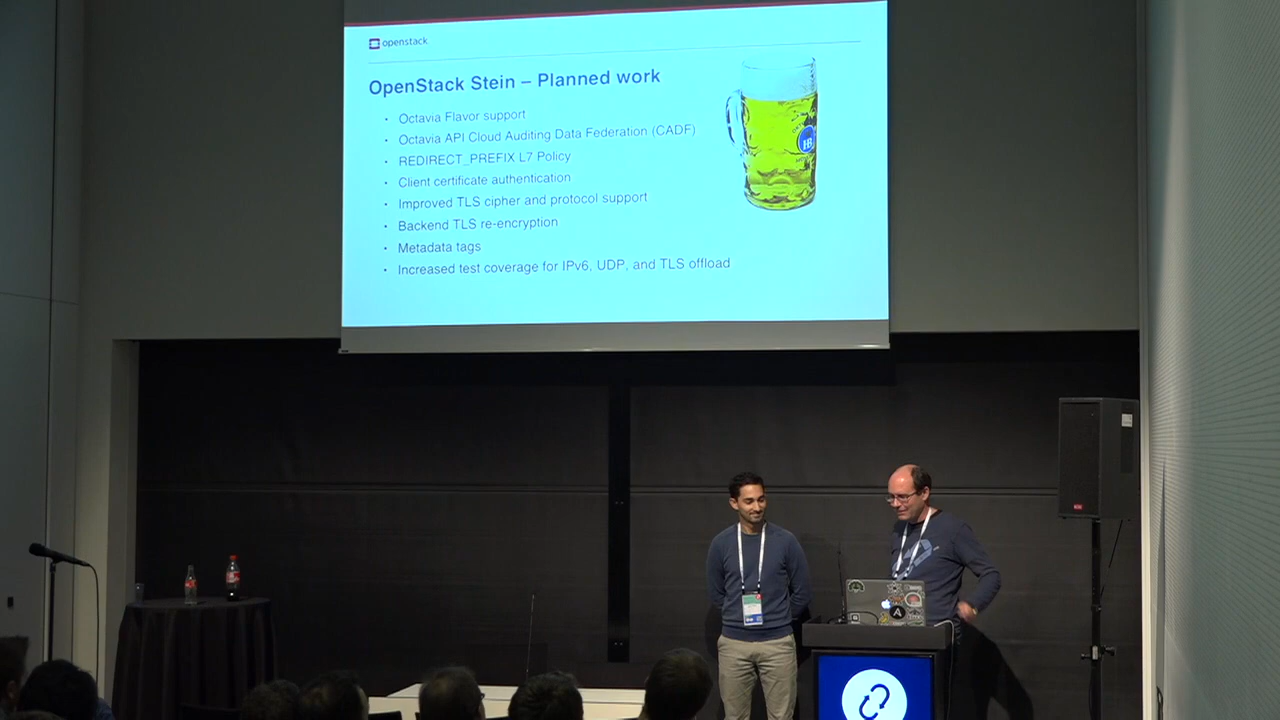 openstack
OpenStack Stein – Planned work
• Octavia Flavor support
• Octavia API Cloud Auditing Data Federation (CADF)
• REDIRECT_PREFIX L7 Policy
• Client certificate authentication
• Improved TLS cipher and protocol support
• Backend TLS re-encryption
• Metadata tags
• Increased test coverage for IPv6, UDP, and TLS offload
HB
A